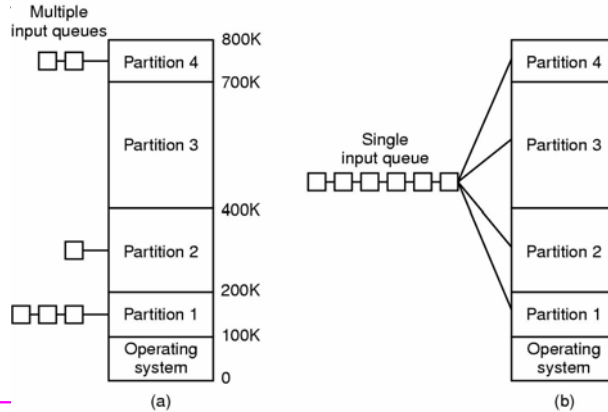 Multiple
input queues
Partition 4
800K
700K
Partition 3
400K
Partition 2
200K
Partition 1
100K
Operating
system
0
(a)
Single
input queue
Partition 4
Partition 3
Partition 2
Partition 1
Operating
system
(b)